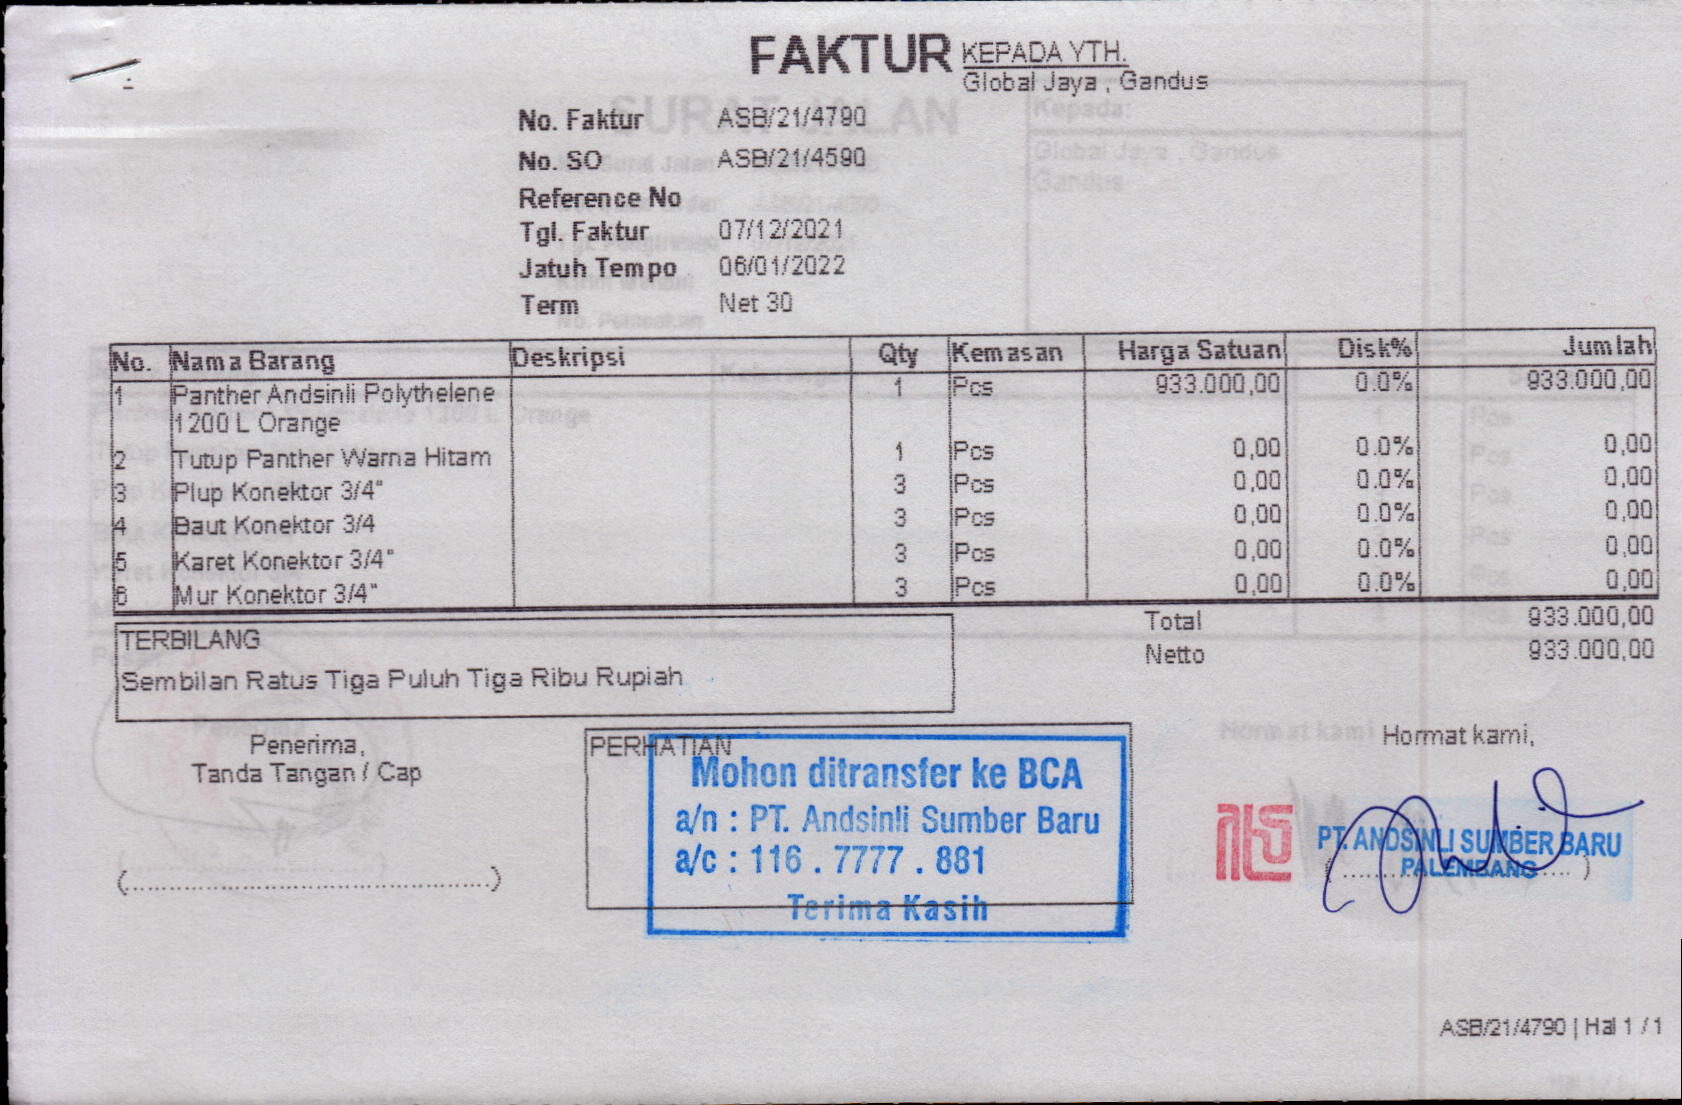 FAKTUR
KEPADA YTH.
Global Jaya , Gandus
No. Faktur ASB/21/4790
No. SO ASB/21/4590
Reference No
Tgl. Faktur 07/12/2021
Jatuh Tempo 06/01/2022
Term Net 30
No. Nama Barang Deskripsi Qty Kemasan Harga Satuan Disk% Jumlah
1 Panther Andsinli Polythelene 1 Pcs 933.000,00 0.0% 933.000,00
1200 L Orange
2 Tutup Panther Warna Hitam 1 Pcs 0,00 0.0% 0,00
3 Plup Konektor 3/4" 3 Pcs 0,00 0.0% 0,00
4 Baut Konektor 3/4 3 Pcs 0,00 0.0% 0,00
5 Karet Konektor 3/4" 3 Pcs 0,00 0.0% 0,00
6 Mur Konektor 3/4" 3 Pcs 0,00 0.0% 0,00
Total 933.000,00
Netto 933.000,00
TERBILANG
Sembilan Ratus Tiga Puluh Tiga Ribu Rupiah
Penerima,
Tanda Tangan / Cap
(..........................................)
PERHATIAN
Mohon ditransfer ke BCA
a/n : PT. Andsinli Sumber Baru
a/c : 116 . 7777 . 881
Terima Kasih
Hormat kami,
PT. ANDSINLI SUMBER BARU
PALEMBANG
ASB/21/4790 | Hal 1 / 1